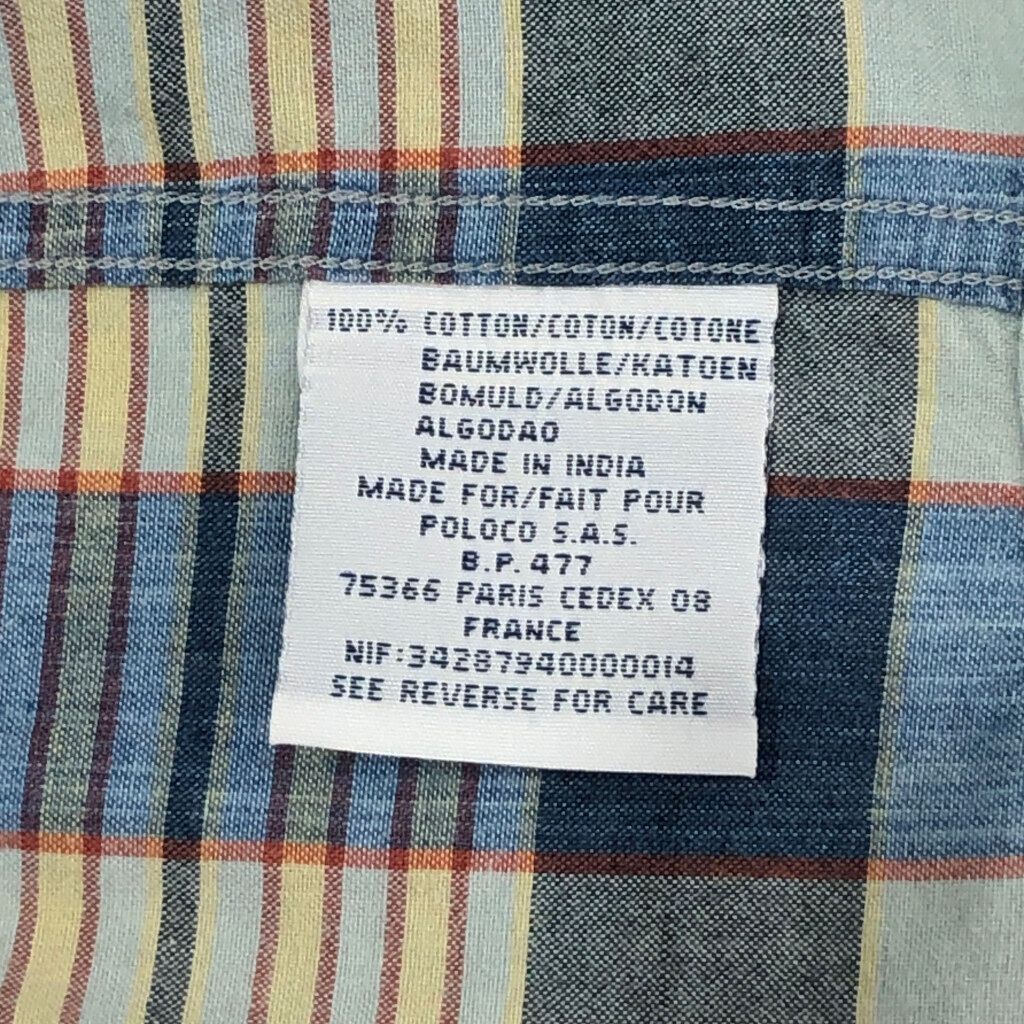 100% COTTON/COTON/COTONE
BAUMWOLLE/KATOEN
BOMULD/ALGODON
ALGODAO
MADE IN INDIA
MADE FOR/FAIT POUR
POLOCO S.A.S.
B.P. 477
75366 PARIS CEDEX 08
FRANCE
NIF:34287940000014
SEE REVERSE FOR CARE